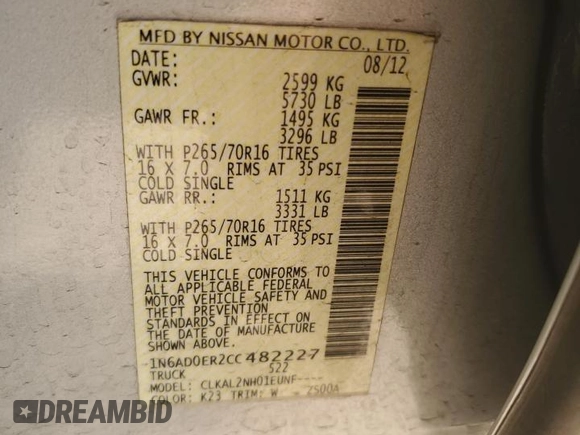 MFD BY NISSAN MOTOR CO., LTD.
DATE: 08/12
GVWR: 2599 KG
5730 LB
GAWR FR.: 1495 KG
3296 LB
WITH P265/70R16 TIRES
16 X 7.0 RIMS AT 35 PSI
COLD SINGLE
GAWR RR.: 1511 KG
3331 LB
WITH P265/70R16 TIRES
16 X 7.0 RIMS AT 35 PSI
COLD SINGLE
THIS VEHICLE CONFORMS TO
ALL APPLICABLE FEDERAL
MOTOR VEHICLE SAFETY AND
THEFT PREVENTION
STANDARDS IN EFFECT ON
THE DATE OF MANUFACTURE
SHOWN ABOVE.
1N6AD0ER2CC482227
TRUCK 522
MODEL: CLKAL2NH01EUNF----
COLOR: K23 TRIM: W - ZS00A
DREAMBID